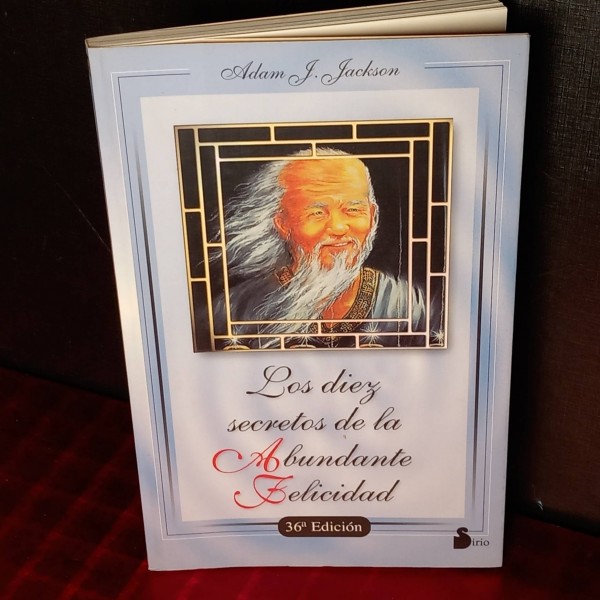 Adam J. Jackson
Los diez
secretos de la
Abundante
Felicidad
36ª Edición
Sirio